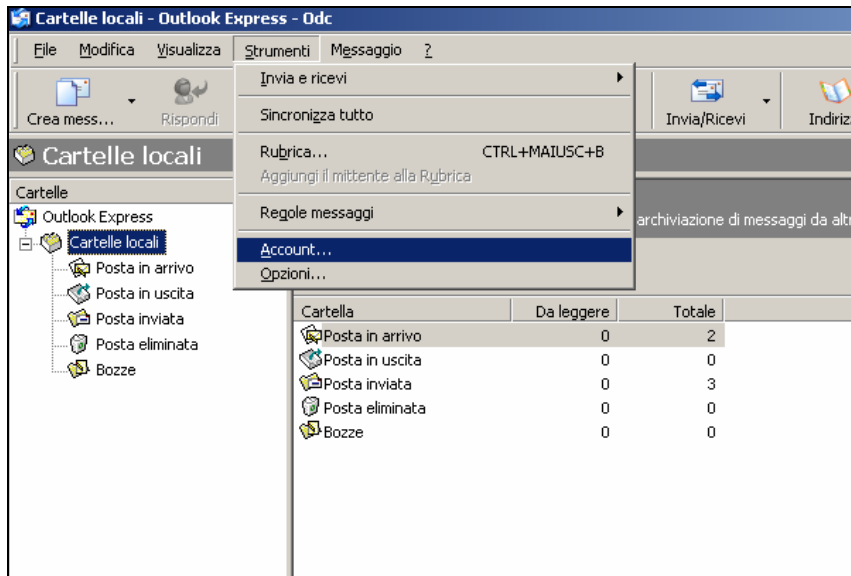 Cartelle locali - Outlook Express - Odc
File Modifica Visualizza Strumenti Messaggio ?
Crea mess... Rispondi Invia/Ricevi Indiriz
Invia e ricevi
Sincronizza tutto
Rubrica... CTRL+MAIUSC+B
Aggiungi il mittente alla Rubrica
Regole messaggi
Account...
Opzioni...
Cartelle locali
archiviazione di messaggi da altr
Cartelle
Outlook Express
Cartelle locali
Posta in arrivo
Posta in uscita
Posta inviata
Posta eliminata
Bozze
Cartella Da leggere Totale
Posta in arrivo 0 2
Posta in uscita 0 0
Posta inviata 0 3
Posta eliminata 0 0
Bozze 0 0